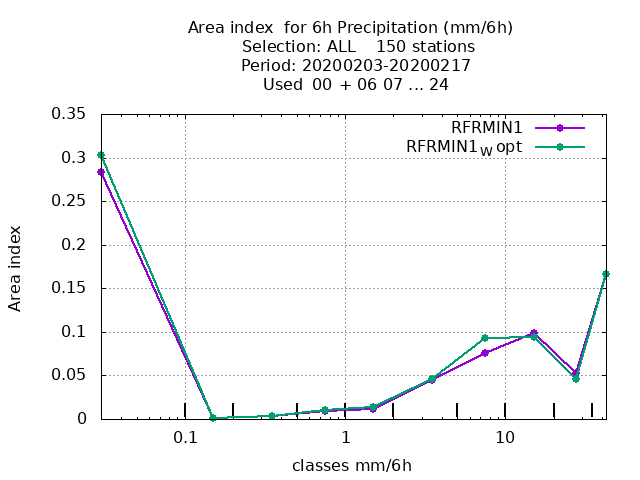 Area index  for 6h Precipitation (mm/6h)
Selection: ALL    150 stations
Period: 20200203-20200217
Used  00  + 06 07 ... 24
RFRMIN1
RFRMIN1W opt
0.35
0.3
0.25
0.2
0.15
0.1
0.05
0
Area index
0.1
1
10
classes mm/6h